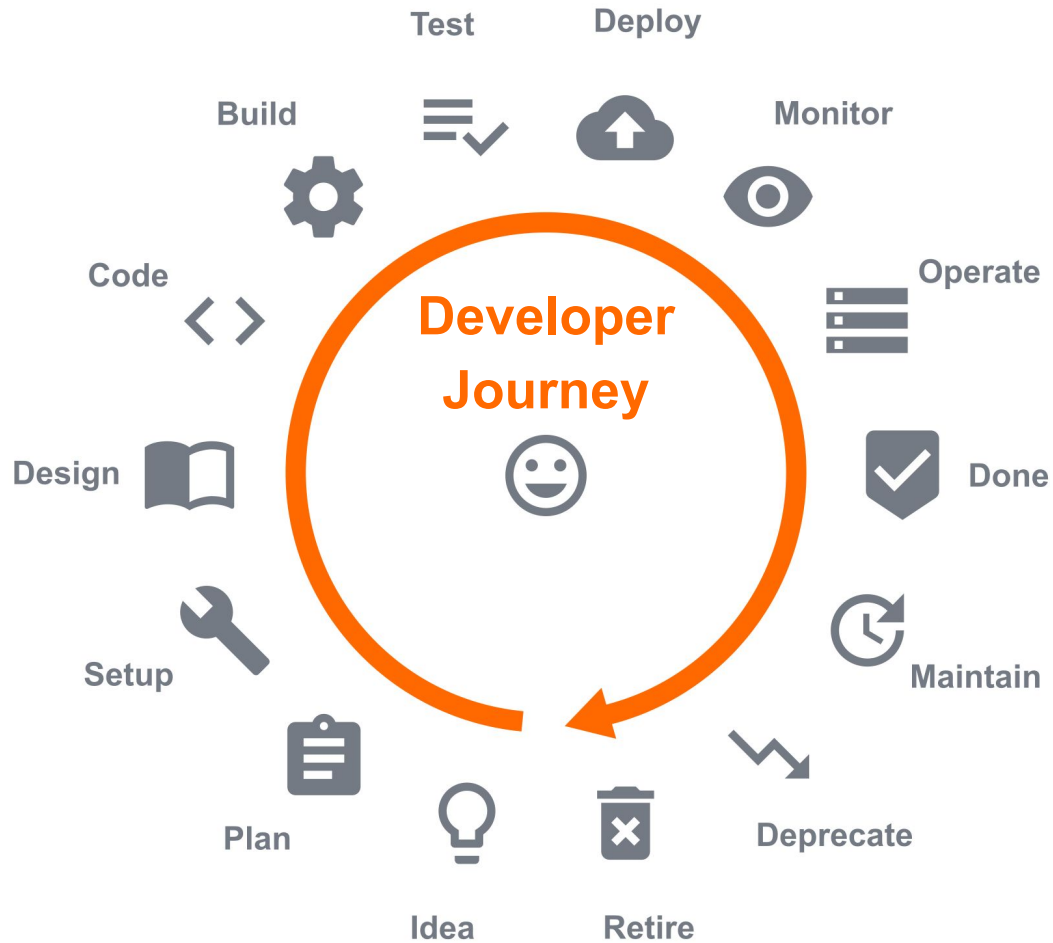 Test
Deploy
Build
Monitor
Code
Operate
Developer
Journey
Design
Done
Setup
Maintain
Plan
Deprecate
Idea
Retire